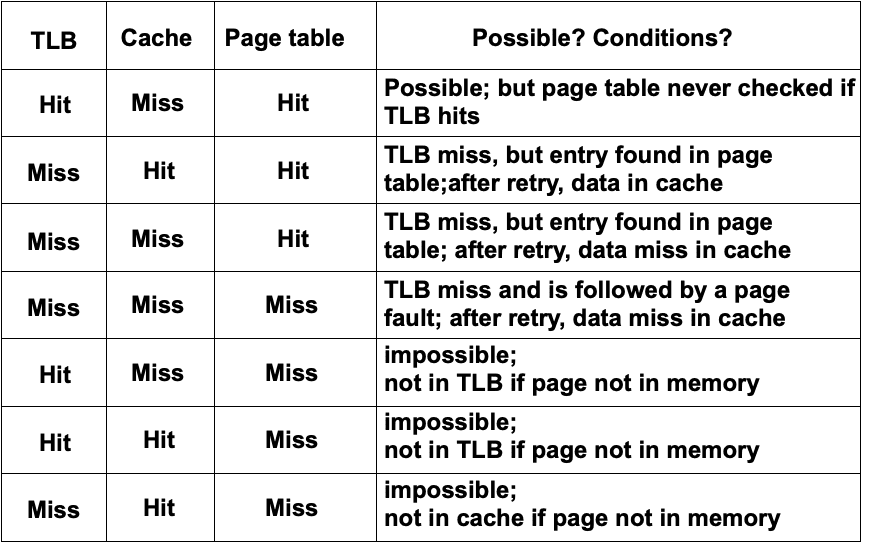 TLB Cache Page table Possible? Conditions?
Hit Miss Hit Possible; but page table never checked if
TLB hits
Miss Hit Hit TLB miss, but entry found in page
table;after retry, data in cache
Miss Miss Hit TLB miss, but entry found in page
table; after retry, data miss in cache
Miss Miss Miss TLB miss and is followed by a page
fault; after retry, data miss in cache
Hit Miss Miss impossible;
not in TLB if page not in memory
Hit Hit Miss impossible;
not in TLB if page not in memory
Miss Hit Miss impossible;
not in cache if page not in memory